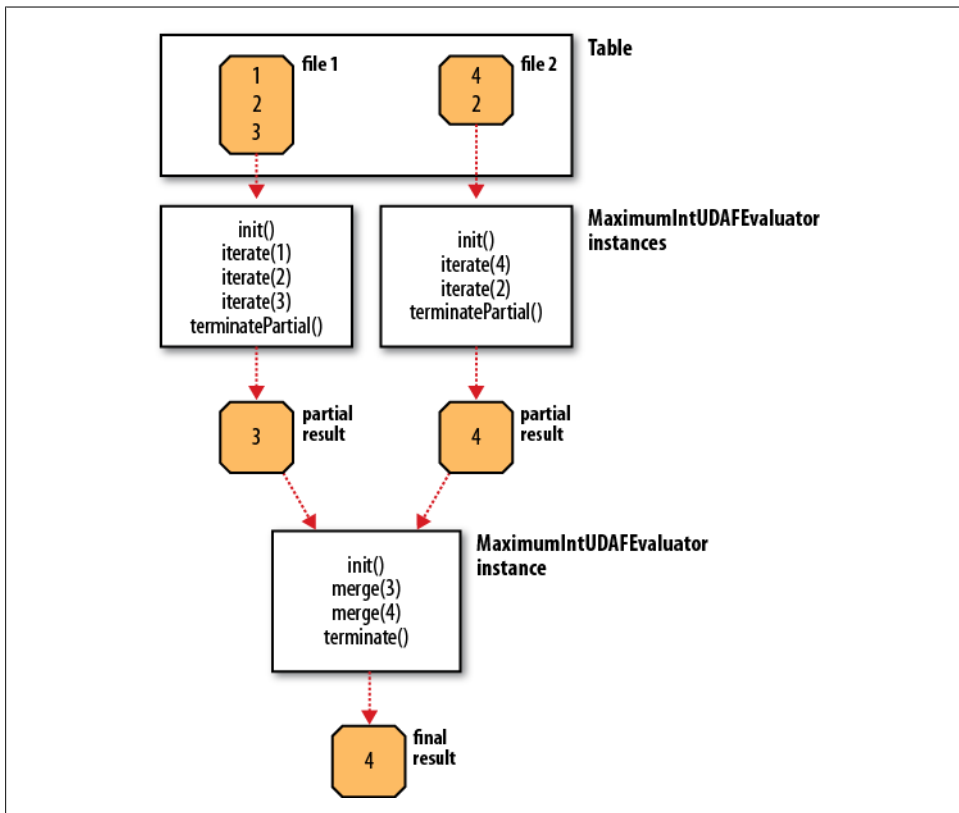 Table
file 1
1
2
3
file 2
4
2
MaximumIntUDAFEvaluator
instances
init()
iterate(1)
iterate(2)
iterate(3)
terminatePartial()
init()
iterate(4)
iterate(2)
terminatePartial()
3
partial
result
4
partial
result
MaximumIntUDAFEvaluator
instance
init()
merge(3)
merge(4)
terminate()
4
final
result